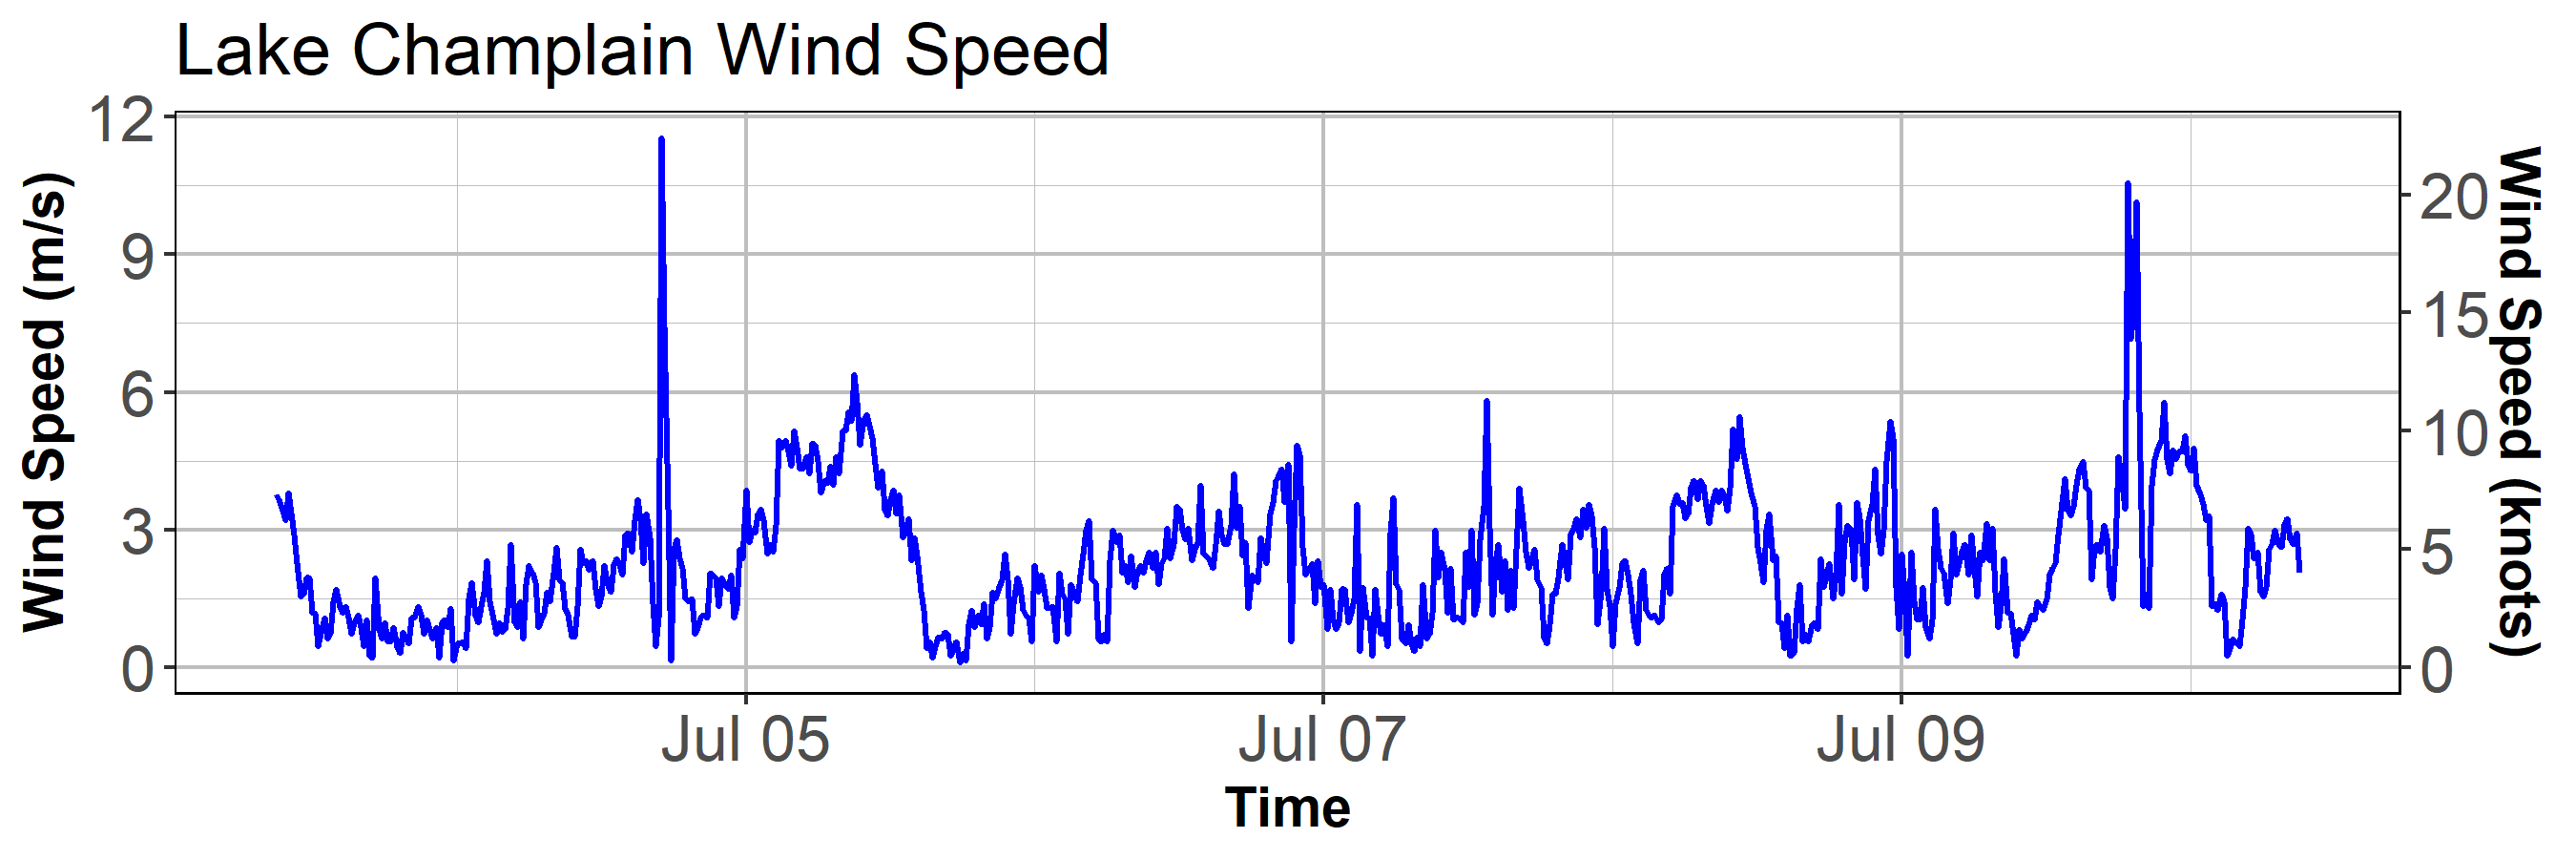 Lake Champlain Wind Speed
12
9
6
3
0
Wind Speed (m/s)
20
15
10
5
0
Wind Speed (knots)
Jul 05
Jul 07
Jul 09
Time